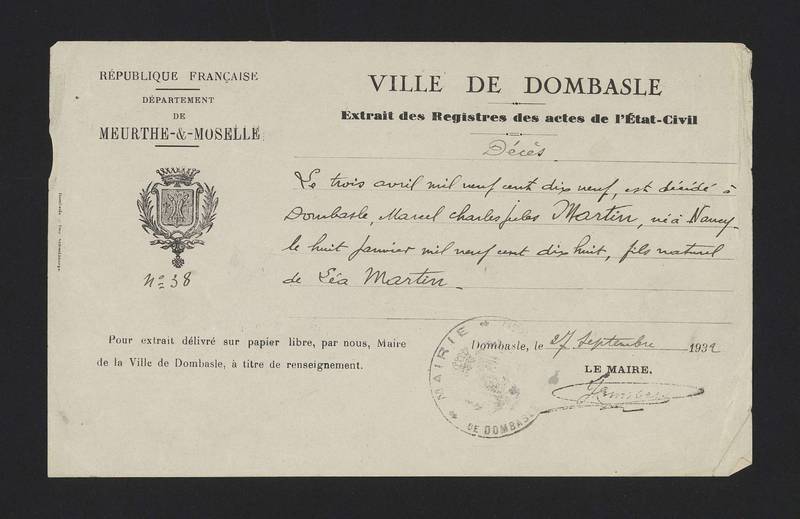 RÉPUBLIQUE FRANÇAISE
DÉPARTEMENT
DE
MEURTHE-&-MOSELLE
Nº 38
VILLE DE DOMBASLE
Extrait des Registres des actes de l'État-Civil
Décès
Le trois avril mil neuf cent dix neuf, est décédé à
Dombasle, Marcel Charles Jules Martin, né à Nancy
le huit Janvier mil neuf cent dix huit, fils naturel
de Léa Martin
Pour extrait délivré sur papier libre, par nous, Maire
de la Ville de Dombasle, à titre de renseignement.
Dombasle, le 27 Septembre 1932
LE MAIRE.
MAIRIE
DE DOMBASLE